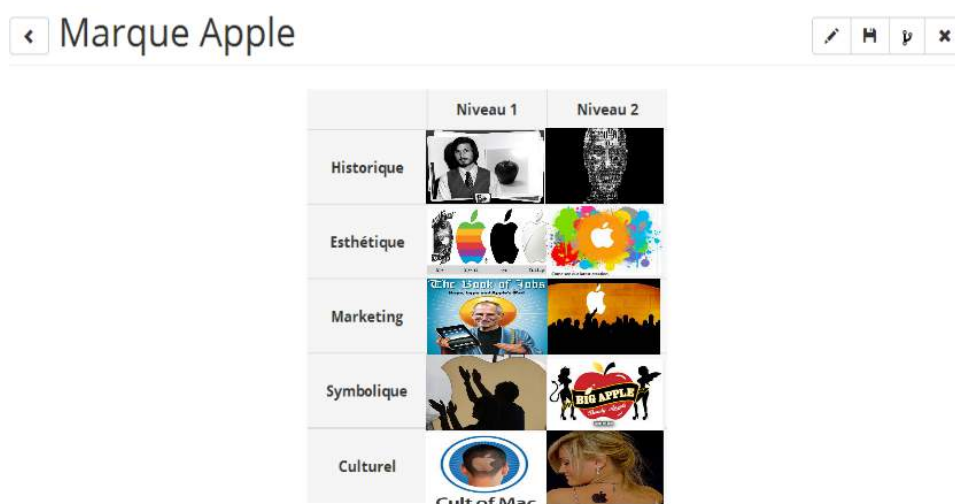 Marque Apple
Niveau 1
Niveau 2
Historique
Esthétique
Marketing
The Book of Jobs
Symbolique
BIG APPLE
Culturel
Cult of Mac